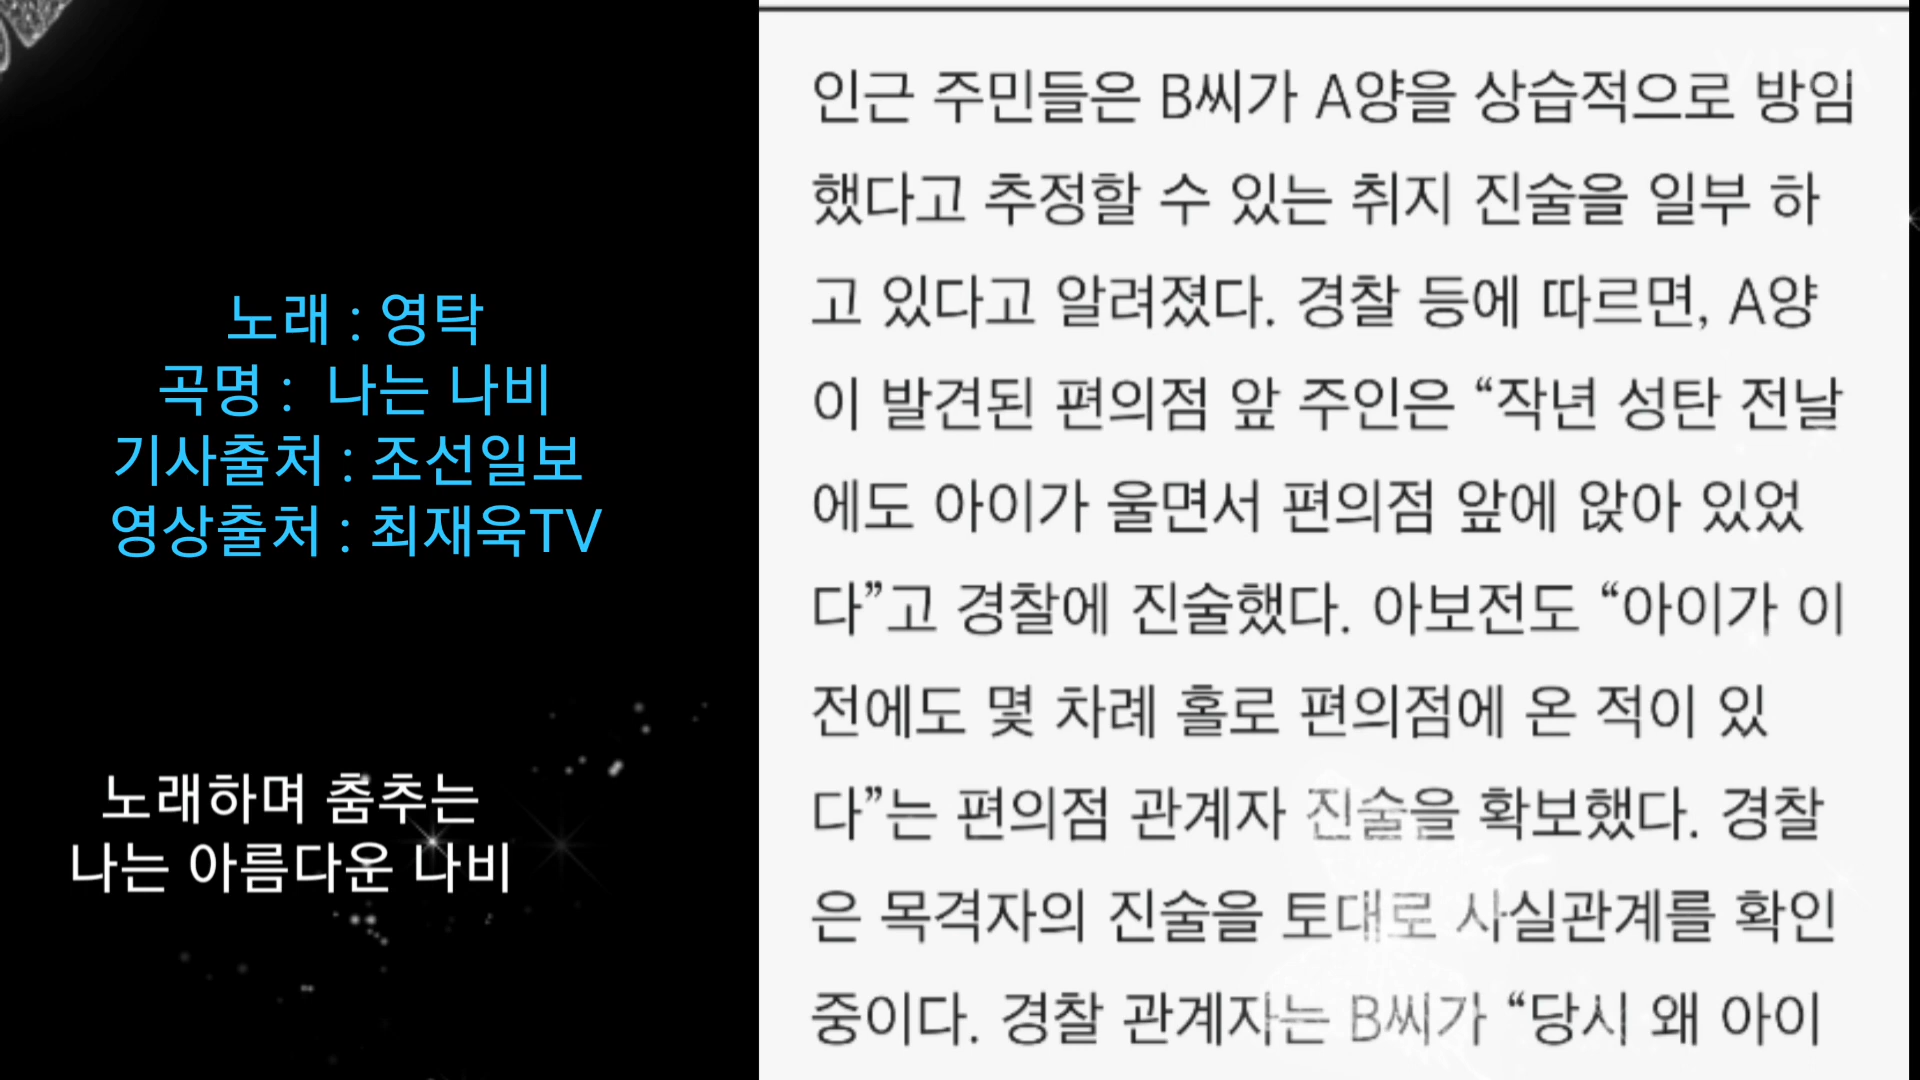 노래 : 영탁
곡명 : 나는 나비
기사출처 : 조선일보
영상출처 : 최재욱TV
노래하며 춤추는
나는 아름다운 나비
인근 주민들은 B씨가 A양을 상습적으로 방임
했다고 추정할 수 있는 취지 진술을 일부 하
고 있다고 알려졌다. 경찰 등에 따르면, A양
이 발견된 편의점 앞 주인은 “작년 성탄 전날
에도 아이가 울면서 편의점 앞에 앉아 있었
다”고 경찰에 진술했다. 아보전도 “아이가 이
전에도 몇 차례 홀로 편의점에 온 적이 있
다”는 편의점 관계자 진술을 확보했다. 경찰
은 목격자의 진술을 토대로 사실관계를 확인
중이다. 경찰 관계자는 B씨가 “당시 왜 아이